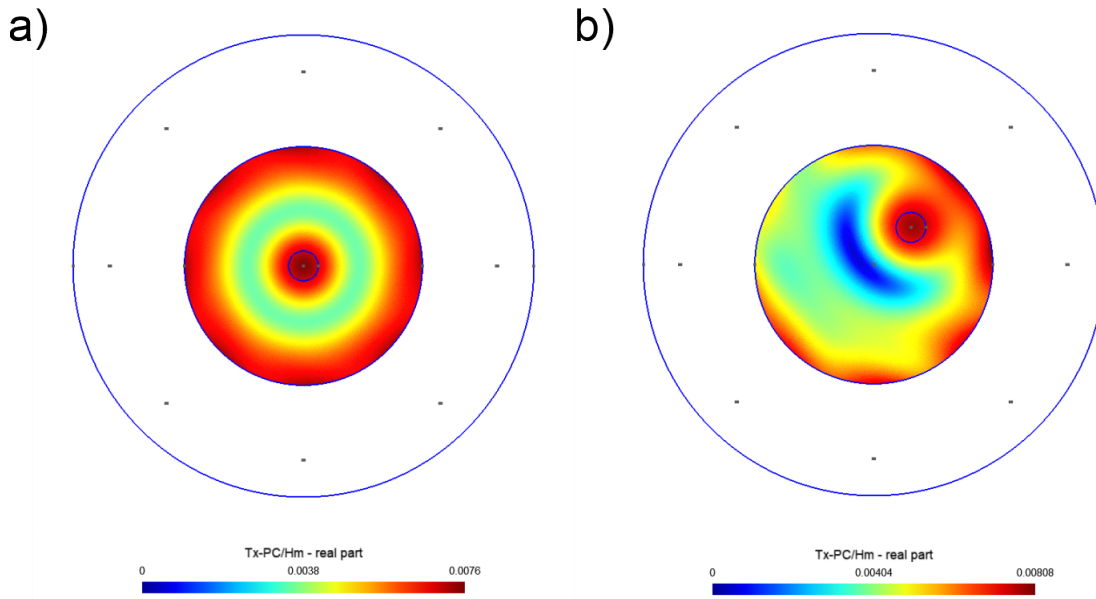 a)
b)
Tx-PC/Hm - real part
0 0.0038 0.0076
Tx-PC/Hm - real part
0 0.00404 0.00808